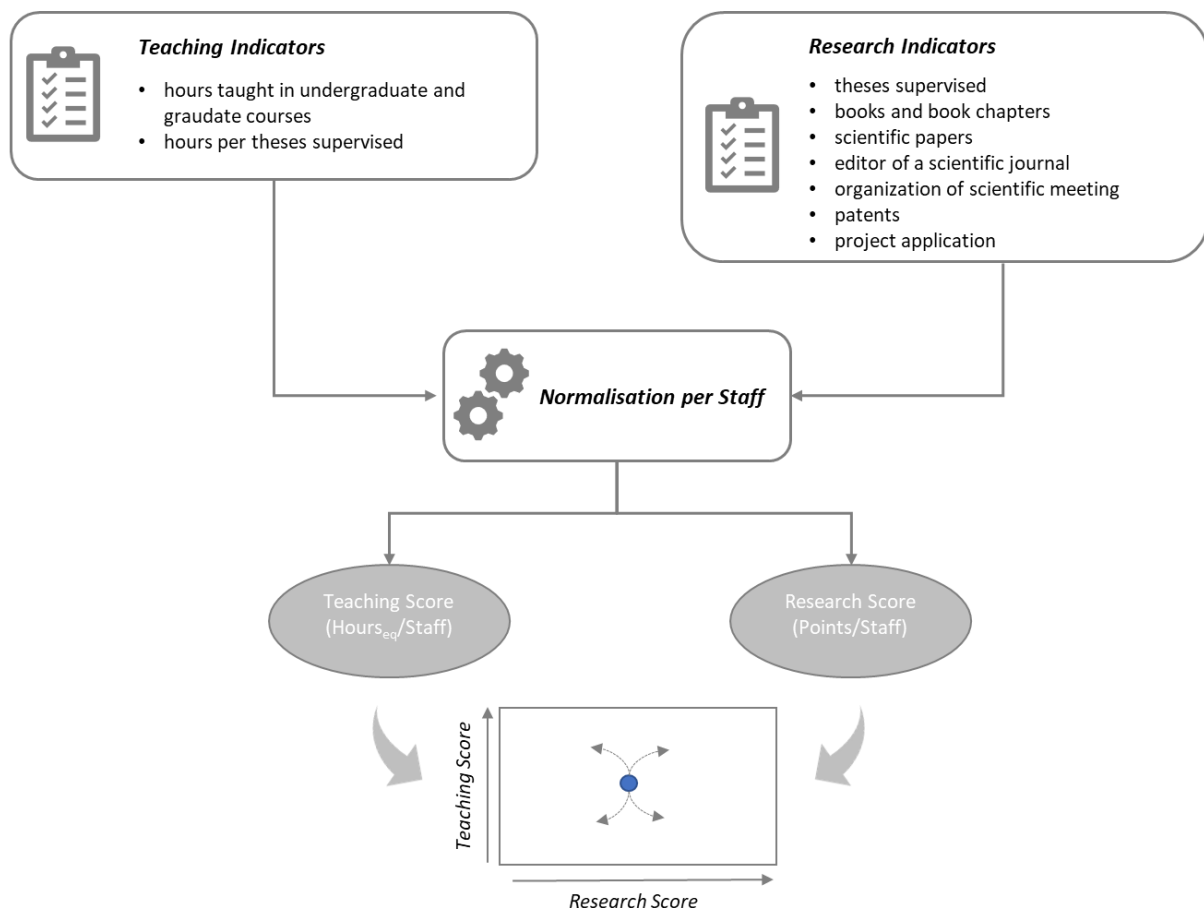 Teaching Indicators
• hours taught in undergraduate and
graudate courses
• hours per theses supervised
Research Indicators
• theses supervised
• books and book chapters
• scientific papers
• editor of a scientific journal
• organization of scientific meeting
• patents
• project application
Normalisation per Staff
Teaching Score
(Hourseq/Staff)
Research Score
(Points/Staff)
Teaching Score
Research Score